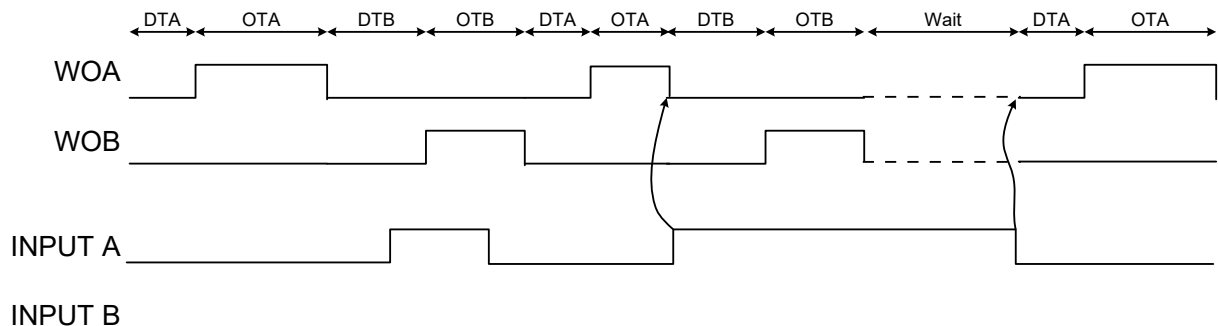 DTA OTA DTB OTB DTA OTA DTB OTB Wait DTA OTA
WOA
WOB
INPUT A
INPUT B